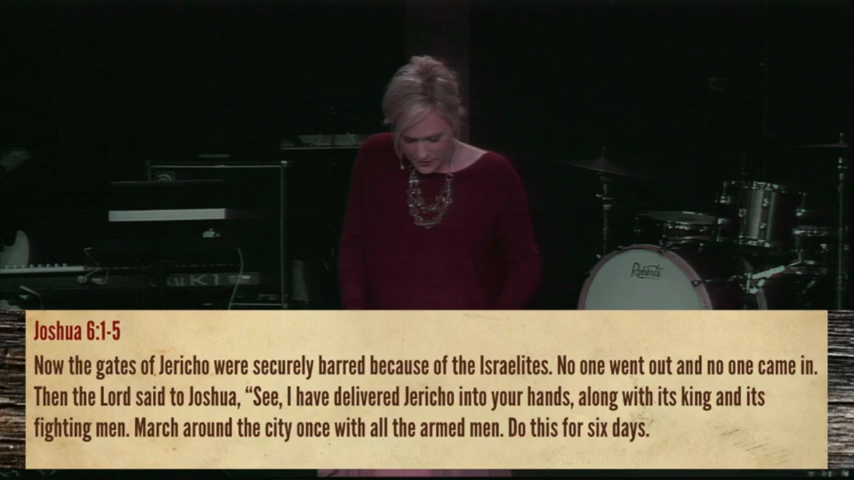 Joshua 6:1-5
Now the gates of Jericho were securely barred because of the Israelites. No one went out and no one came in.
Then the Lord said to Joshua, “See, I have delivered Jericho into your hands, along with its king and its
fighting men. March around the city once with all the armed men. Do this for six days.